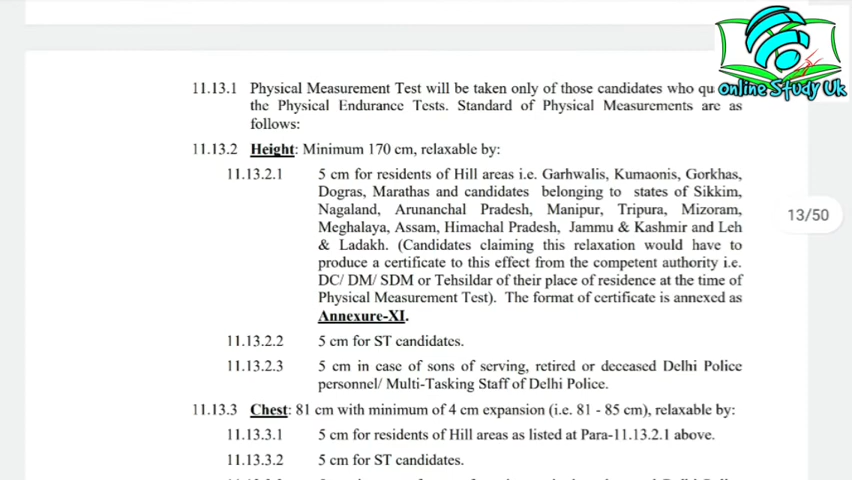 11.13.1 Physical Measurement Test will be taken only of those candidates who
the Physical Endurance Tests. Standard of Physical Measurements are as
follows:
11.13.2 Height: Minimum 170 cm, relaxable by:
11.13.2.1 5 cm for residents of Hill areas i.e. Garhwalis, Kumaonis, Gorkhas,
Dogras, Marathas and candidates belonging to states of Sikkim,
Nagaland, Arunanchal Pradesh, Manipur, Tripura, Mizoram,
Meghalaya, Assam, Himachal Pradesh, Jammu & Kashmir and Leh
& Ladakh. (Candidates claiming this relaxation would have to
produce a certificate to this effect from the competent authority i.e.
DC/ DM/ SDM or Tehsildar of their place of residence at the time of
Physical Measurement Test). The format of certificate is annexed as
Annexure-XI.
11.13.2.2 5 cm for ST candidates.
11.13.2.3 5 cm in case of sons of serving, retired or deceased Delhi Police
personnel/ Multi-Tasking Staff of Delhi Police.
11.13.3 Chest: 81 cm with minimum of 4 cm expansion (i.e. 81 - 85 cm), relaxable by:
11.13.3.1 5 cm for residents of Hill areas as listed at Para-11.13.2.1 above.
11.13.3.2 5 cm for ST candidates.
13/50
Online Study Uk